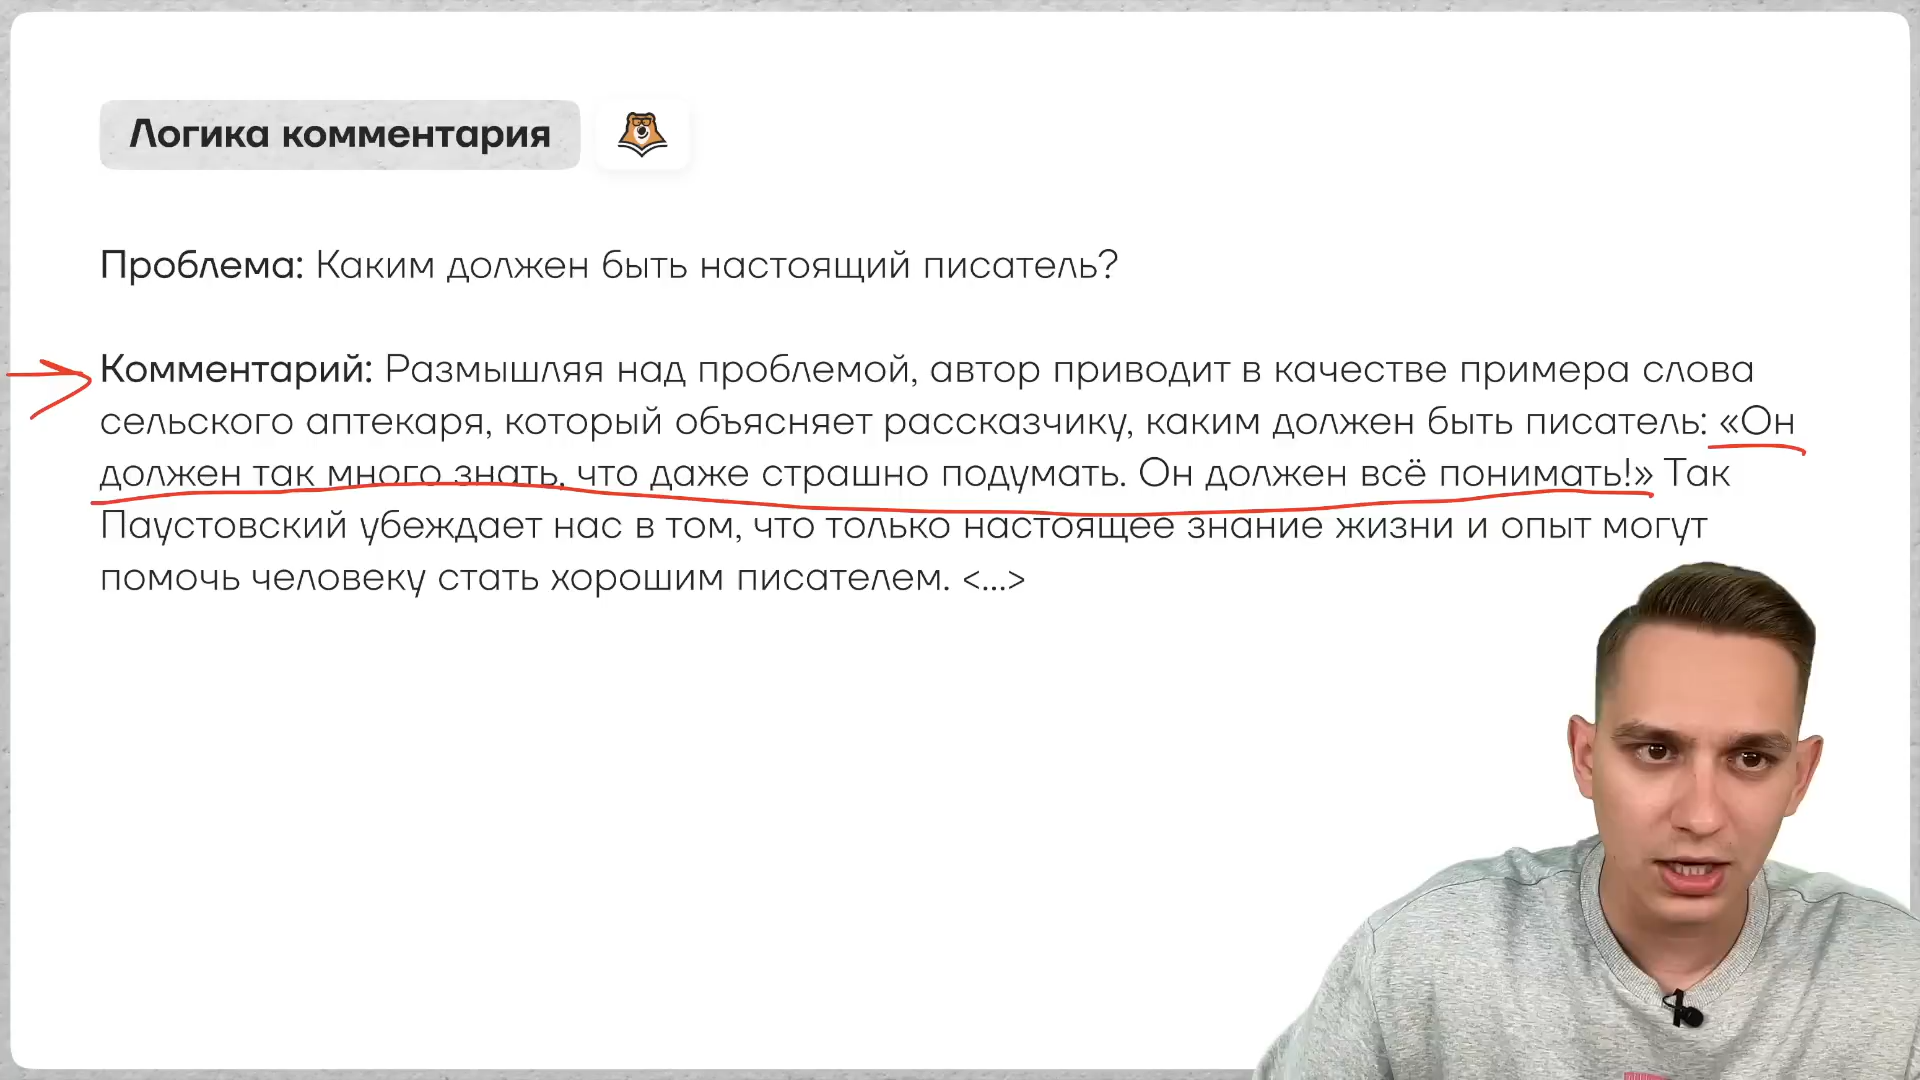 Логика комментария
Проблема: Каким должен быть настоящий писатель?
Комментарий: Размышляя над проблемой, автор приводит в качестве примера слова
сельского аптекаря, который объясняет рассказчику, каким должен быть писатель: «Он
должен так много знать, что даже страшно подумать. Он должен всё понимать!» Так
Паустовский убеждает нас в том, что только настоящее знание жизни и опыт могут
помочь человеку стать хорошим писателем. <...>